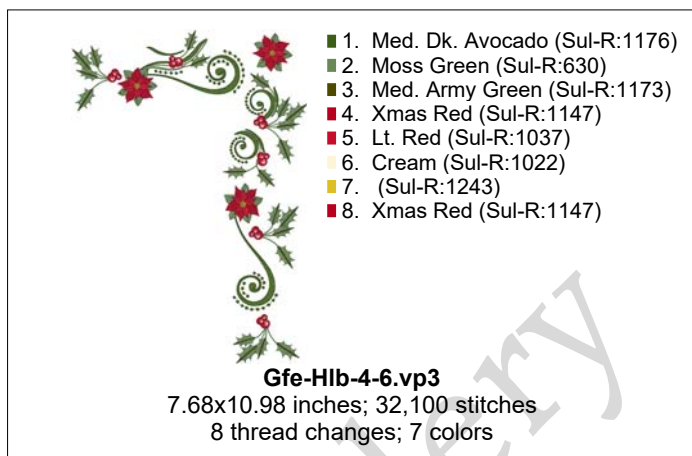 1. Med. Dk. Avocado (Sul-R:1176)
2. Moss Green (Sul-R:630)
3. Med. Army Green (Sul-R:1173)
4. Xmas Red (Sul-R:1147)
5. Lt. Red (Sul-R:1037)
6. Cream (Sul-R:1022)
7. (Sul-R:1243)
8. Xmas Red (Sul-R:1147)
Gfe-Hlb-4-6.vp3
7.68x10.98 inches; 32,100 stitches
8 thread changes; 7 colors